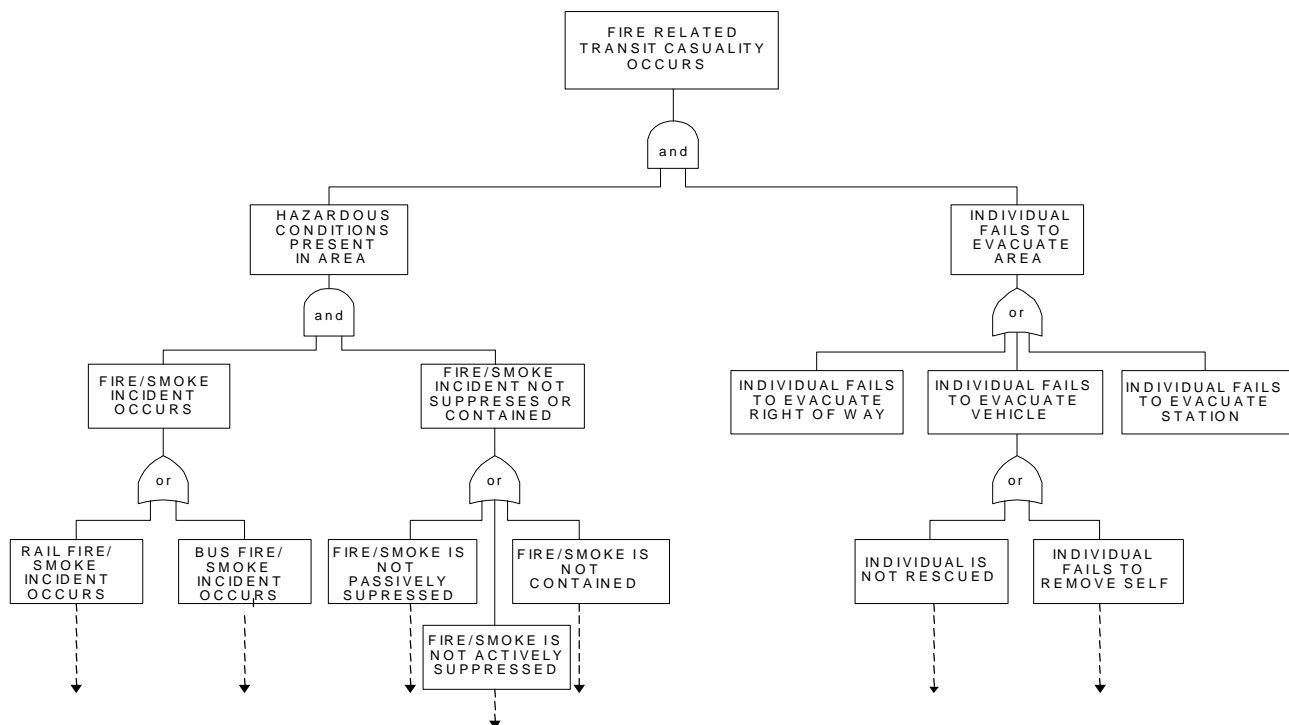 FIRE RELATED
TRANSIT CASUALITY
OCCURS
and
HAZARDOUS
CONDITIONS
PRESENT
IN AREA
INDIVIDUAL
FAILS TO
EVACUATE
AREA
and
or
FIRE/SMOKE
INCIDENT
OCCURS
FIRE/SMOKE
INCIDENT NOT
SUPPRESES OR
CONTAINED
INDIVIDUAL FAILS
TO EVACUATE
RIGHT OF WAY
INDIVIDUAL FAILS
TO EVACUATE
VEHICLE
INDIVIDUAL FAILS
TO EVACUATE
STATION
or
or
or
RAIL FIRE/
SMOKE
INCIDENT
OCCURS
BUS FIRE/
SMOKE
INCIDENT
OCCURS
FIRE/SMOKE IS
NOT
PASSIVELY
SUPRESSED
FIRE/SMOKE IS
NOT
CONTAINED
INDIVIDUAL IS
NOT RESCUED
INDIVIDUAL
FAILS TO
REMOVE SELF
FIRE/SMOKE IS
NOT ACTIVELY
SUPPRESSED